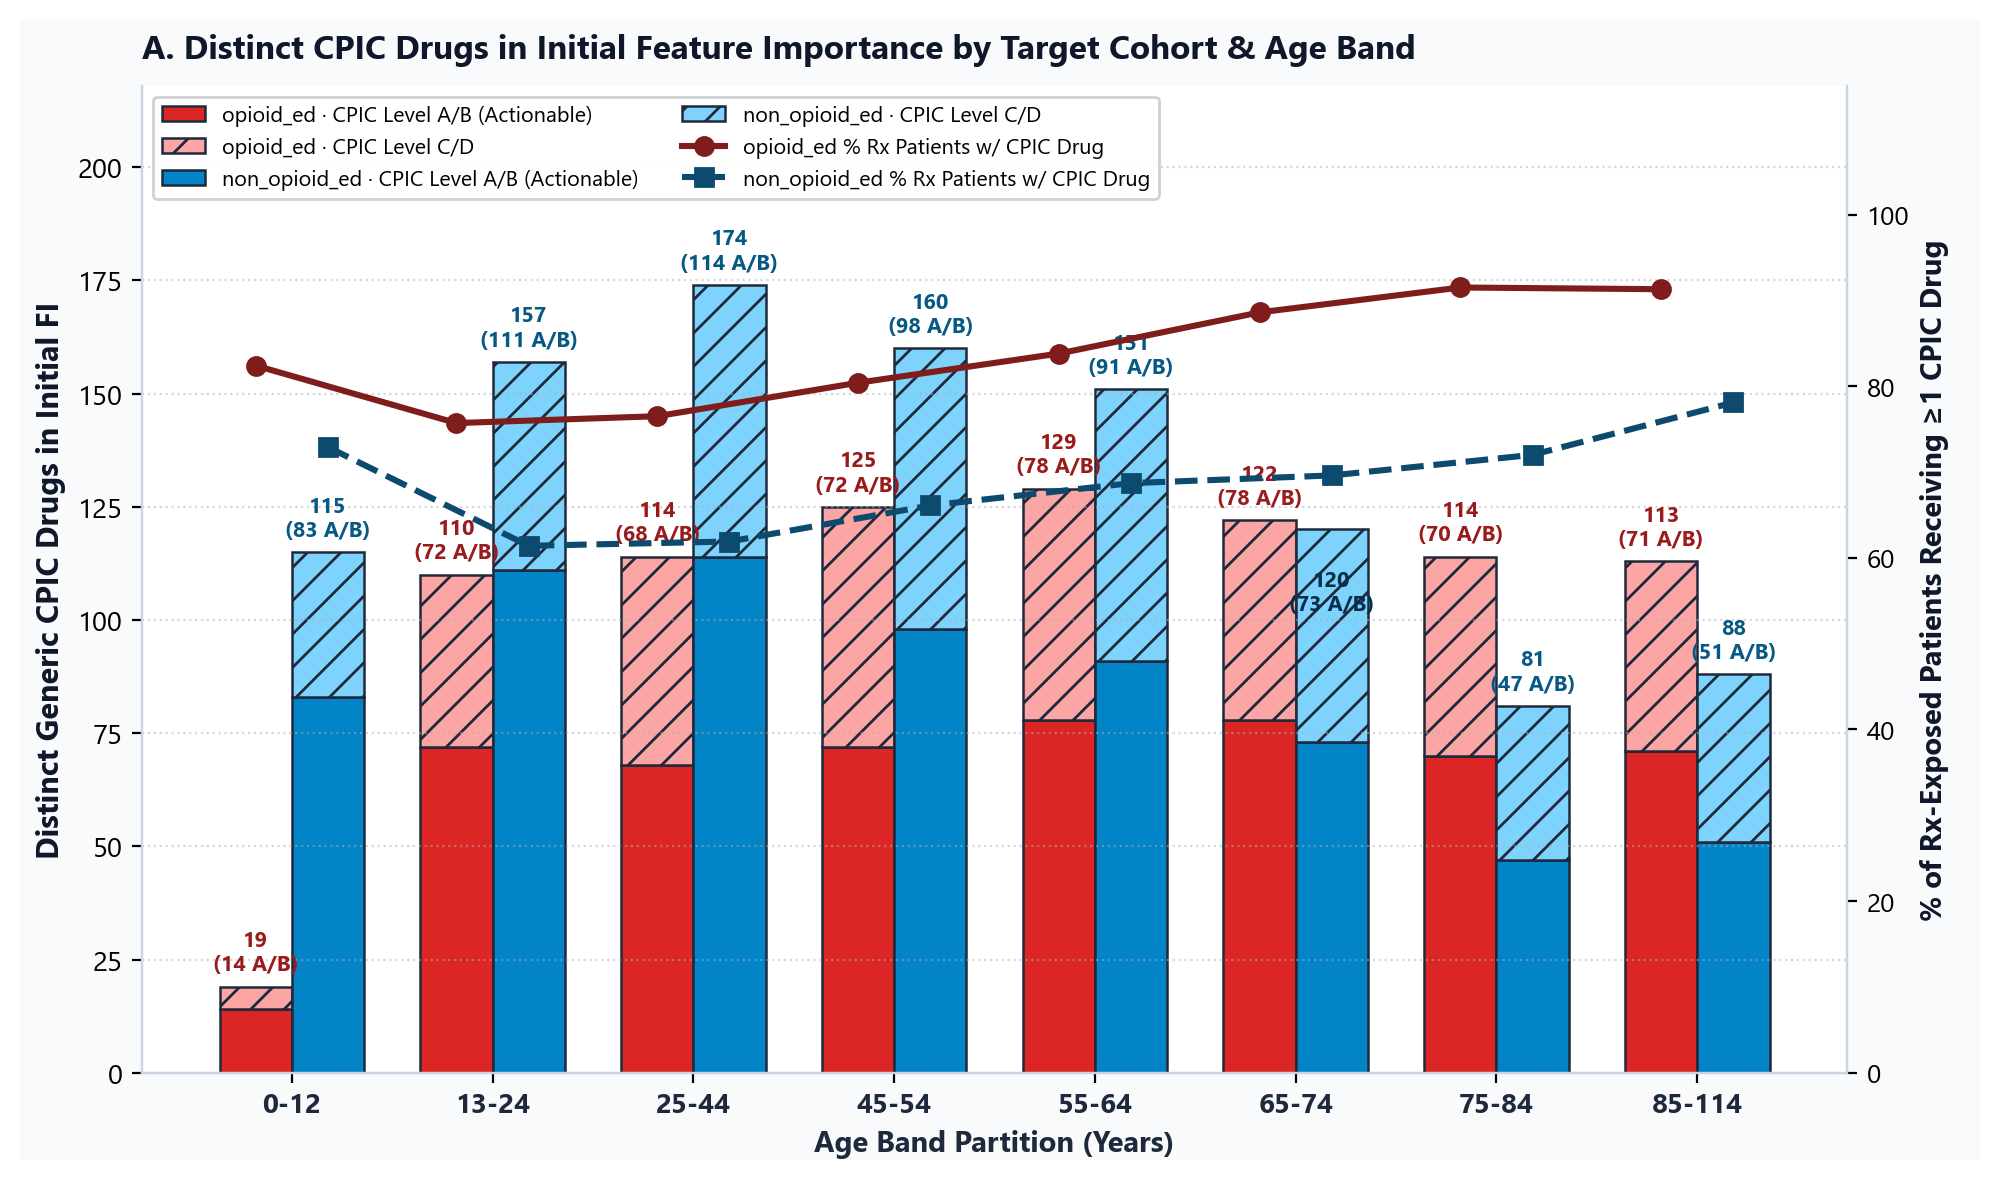 A. Distinct CPIC Drugs in Initial Feature Importance by Target Cohort & Age Band
opioid_ed · CPIC Level A/B (Actionable)
opioid_ed · CPIC Level C/D
non_opioid_ed · CPIC Level A/B (Actionable)
non_opioid_ed · CPIC Level C/D
opioid_ed % Rx Patients w/ CPIC Drug
non_opioid_ed % Rx Patients w/ CPIC Drug
Distinct Generic CPIC Drugs in Initial FI
200
175
150
125
100
75
50
25
0
19
(14 A/B)
115
(83 A/B)
110
(72 A/B)
157
(111 A/B)
114
(68 A/B)
174
(114 A/B)
125
(72 A/B)
160
(98 A/B)
129
(78 A/B)
151
(91 A/B)
122
(78 A/B)
120
(73 A/B)
114
(70 A/B)
81
(47 A/B)
113
(71 A/B)
88
(51 A/B)
100
80
60
40
20
0
% of Rx-Exposed Patients Receiving ≥1 CPIC Drug
0-12
13-24
25-44
45-54
55-64
65-74
75-84
85-114
Age Band Partition (Years)